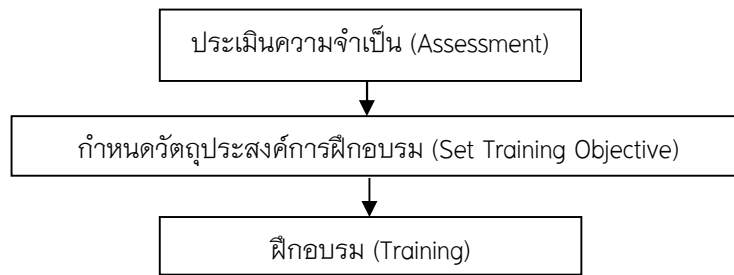 ประเมินความจำเป็น (Assessment)
กำหนดวัตถุประสงค์การฝึกอบรม (Set Training Objective)
ฝึกอบรม (Training)